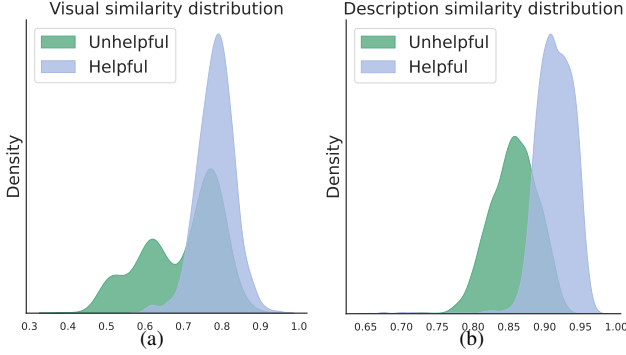 Visual similarity distribution
Unhelpful
Helpful
Density
0.3 0.4 0.5 0.6 0.7 0.8 0.9 1.0
(a)
Description similarity distribution
Unhelpful
Helpful
Density
0.65 0.70 0.75 0.80 0.85 0.90 0.95 1.00
(b)